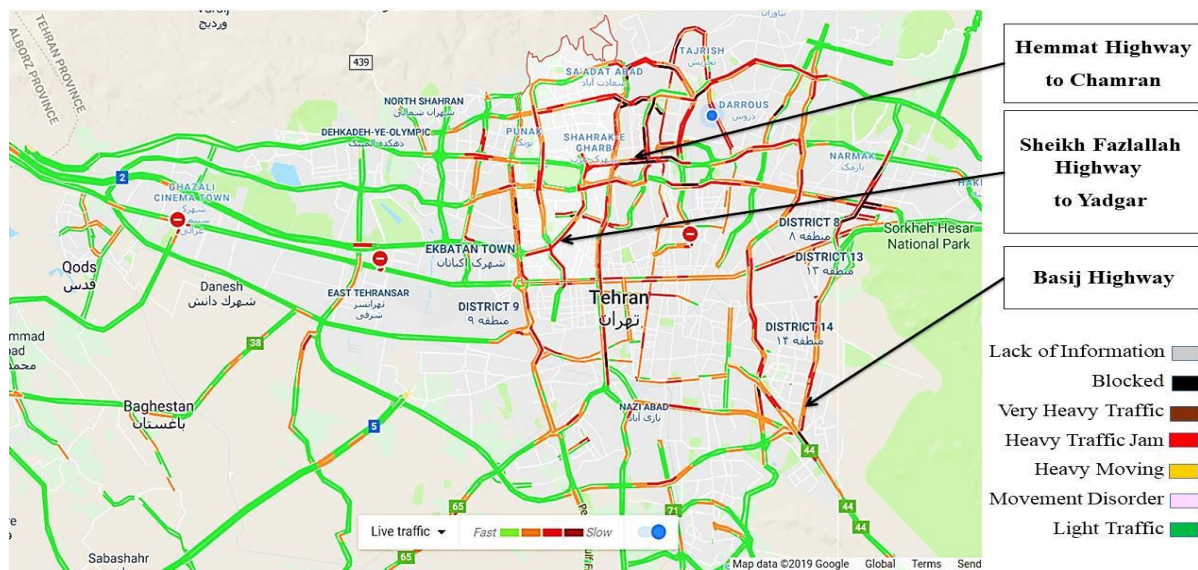 TEHRAN PROVINCE
ALBORZ PROVINCE
وردیج
439
NORTH SHAHRAN
شهران شمالی
DEHKADEH-YE-OLYMPIC
دهکده المپیک
PUNAK
پونک
SA'ADAT ABAD
سعادت آباد
TAJRISH
تجریش
DARROUS
دروس
SHAHRAK-E
GHARB
شهرک غرب
NARMAK
نارمک
2
GHAZALI
CINEMA TOWN
شهرک
غزالی
Qods
قدس
Danesh
شهرک دانش
EKBATAN TOWN
شهرک اکباتان
EAST TEHRANSAR
تهرانسر
شرقی
DISTRICT 9
منطقه ۹
Tehran
تهران
DISTRICT 8
منطقه ۸
DISTRICT 13
منطقه ۱۳
Sorkheh Hesar
National Park
DISTRICT 14
منطقه ۱۴
38
Baghestan
باغستان
5
NAZI ABAD
نازی آباد
44
65
71
44
44
65
Sabashahr
Live traffic
Fast
Slow
Map data ©2019 Google
Global
Terms
Send
Hemmat Highway
to Chamran
Sheikh Fazlallah
Highway
to Yadgar
Basij Highway
Lack of Information
Blocked
Very Heavy Traffic
Heavy Traffic Jam
Heavy Moving
Movement Disorder
Light Traffic